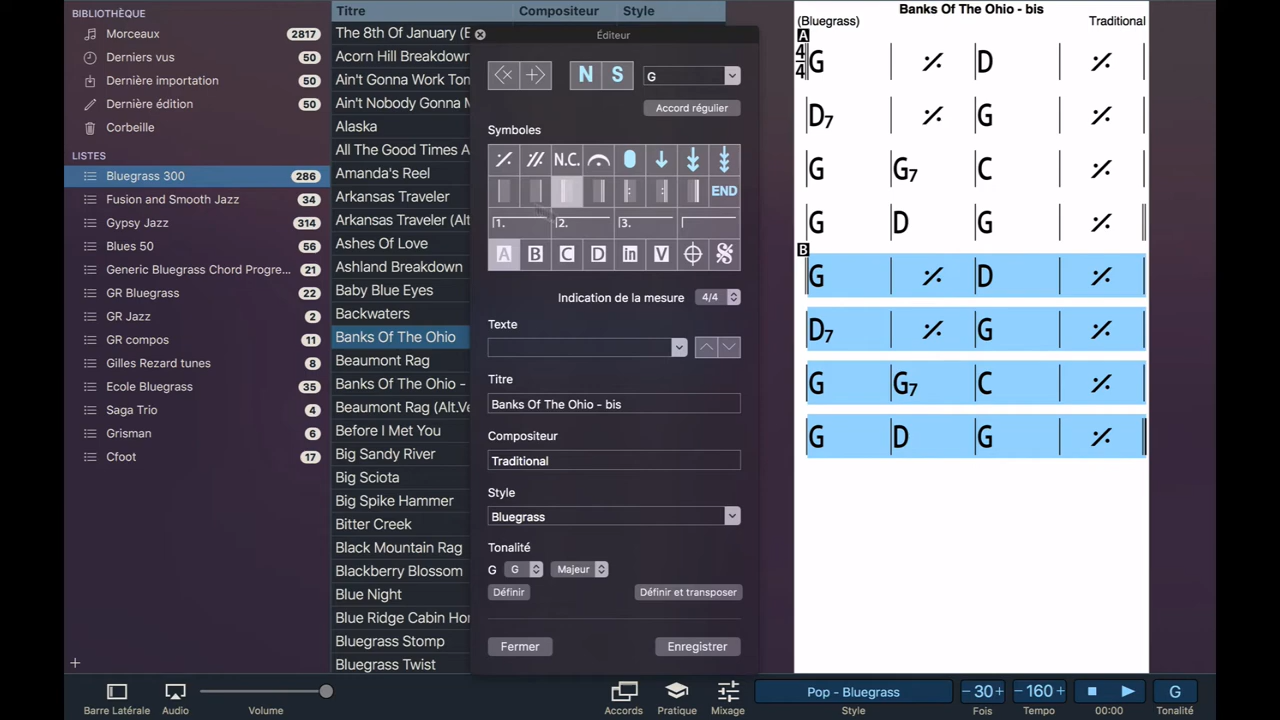 BIBLIOTHÈQUE
Morceaux 2817
Derniers vus 50
Dernière importation 50
Dernière édition 50
Corbeille
LISTES
Bluegrass 300 286
Fusion and Smooth Jazz 34
Gypsy Jazz 314
Blues 50 56
Generic Bluegrass Chord Progre... 21
GR Bluegrass 22
GR Jazz 2
GR compos 11
Gilles Rezard tunes 8
Ecole Bluegrass 35
Saga Trio 4
Grisman 6
Cfoot 17
Titre Compositeur Style
The 8th Of January (E
Acorn Hill Breakdown
Ain't Gonna Work Tom
Ain't Nobody Gonna M
Alaska
All The Good Times A
Amanda's Reel
Arkansas Traveler
Arkansas Traveler (Alt
Ashes Of Love
Ashland Breakdown
Baby Blue Eyes
Backwaters
Banks Of The Ohio
Beaumont Rag
Banks Of The Ohio -
Beaumont Rag (Alt.Ve
Before I Met You
Big Sandy River
Big Sciota
Big Spike Hammer
Bitter Creek
Black Mountain Rag
Blackberry Blossom
Blue Night
Blue Ridge Cabin Hom
Bluegrass Stomp
Bluegrass Twist
Éditeur
N S G
Accord régulier
Symboles
N.C.
END
1. 2. 3.
A B C D in V
Indication de la mesure 4/4
Texte
Titre
Banks Of The Ohio - bis
Compositeur
Traditional
Style
Bluegrass
Tonalité
G G Majeur
Définir Définir et transposer
Fermer Enregistrer
Banks Of The Ohio - bis
(Bluegrass) Traditional
A
4/4 G D
D7 G
G G7 C
G D G
B
G D
D7 G
G G7 C
G D G
Barre Latérale Audio Volume Accords Pratique Mixage
Pop - Bluegrass
Style
− 30 +
Fois
− 160 +
Tempo
00:00
G
Tonalité